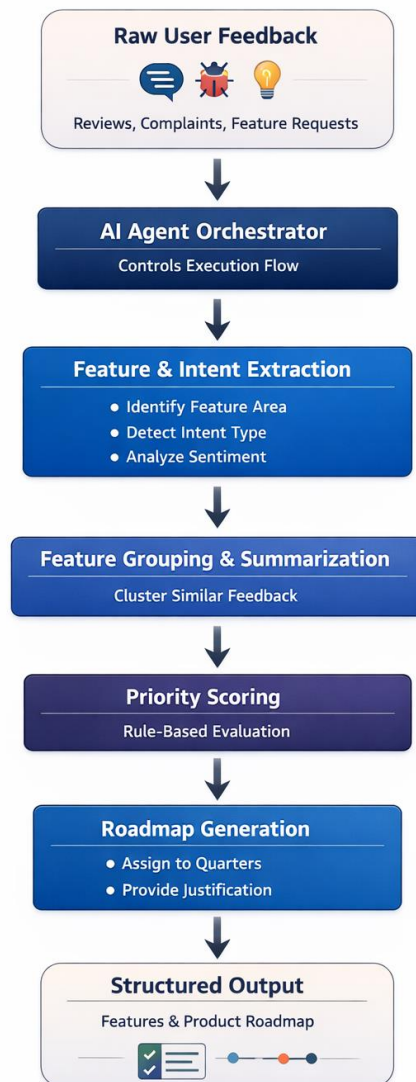 Raw User Feedback
Reviews, Complaints, Feature Requests
AI Agent Orchestrator
Controls Execution Flow
Feature & Intent Extraction
• Identify Feature Area
• Detect Intent Type
• Analyze Sentiment
Feature Grouping & Summarization
Cluster Similar Feedback
Priority Scoring
Rule-Based Evaluation
Roadmap Generation
• Assign to Quarters
• Provide Justification
Structured Output
Features & Product Roadmap